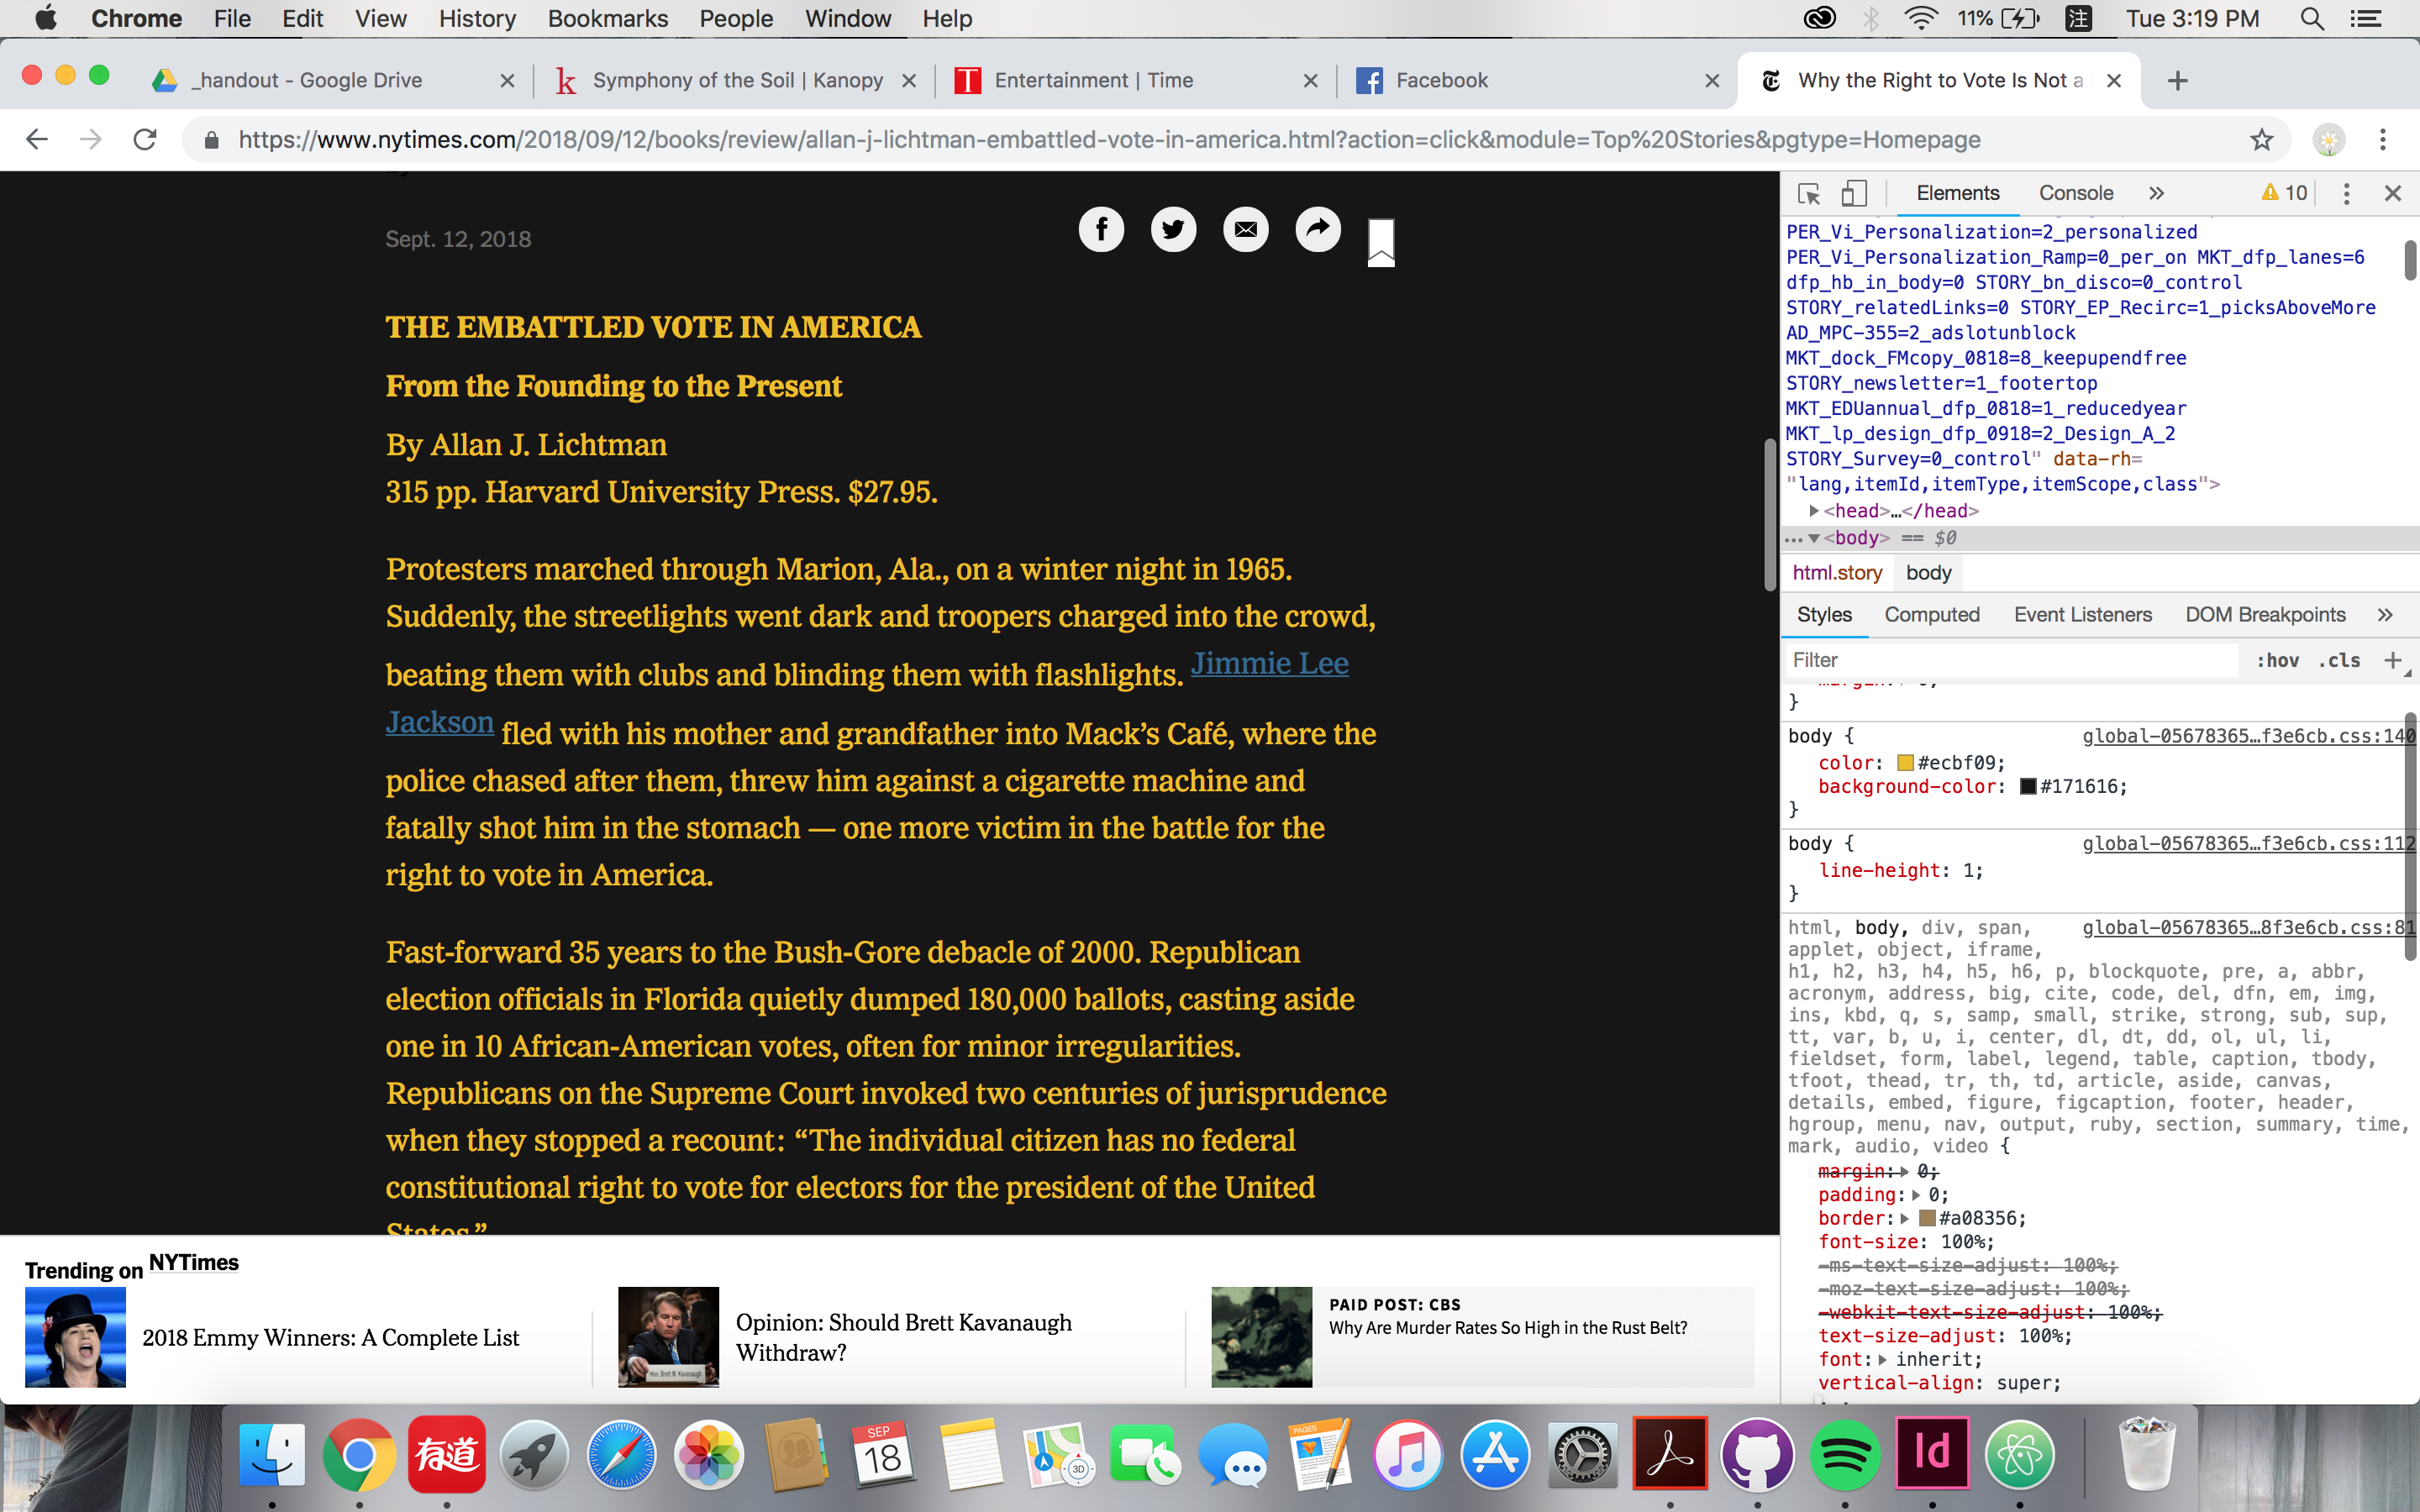 Chrome File Edit View History Bookmarks People Window Help 11% 注 Tue 3:19 PM
_handout - Google Drive
Symphony of the Soil | Kanopy
Entertainment | Time
Facebook
Why the Right to Vote Is Not a
https://www.nytimes.com/2018/09/12/books/review/allan-j-lichtman-embattled-vote-in-america.html?action=click&module=Top%20Stories&pgtype=Homepage
Sept. 12, 2018
THE EMBATTLED VOTE IN AMERICA
From the Founding to the Present
By Allan J. Lichtman
315 pp. Harvard University Press. $27.95.
Protesters marched through Marion, Ala., on a winter night in 1965.
Suddenly, the streetlights went dark and troopers charged into the crowd,
beating them with clubs and blinding them with flashlights. Jimmie Lee
Jackson fled with his mother and grandfather into Mack’s Café, where the
police chased after them, threw him against a cigarette machine and
fatally shot him in the stomach — one more victim in the battle for the
right to vote in America.
Fast-forward 35 years to the Bush-Gore debacle of 2000. Republican
election officials in Florida quietly dumped 180,000 ballots, casting aside
one in 10 African-American votes, often for minor irregularities.
Republicans on the Supreme Court invoked two centuries of jurisprudence
when they stopped a recount: “The individual citizen has no federal
constitutional right to vote for electors for the president of the United
States.”
Trending on NYTimes
2018 Emmy Winners: A Complete List
Opinion: Should Brett Kavanaugh
Withdraw?
PAID POST: CBS
Why Are Murder Rates So High in the Rust Belt?
Elements Console » 10
PER_Vi_Personalization=2_personalized
PER_Vi_Personalization_Ramp=0_per_on MKT_dfp_lanes=6
dfp_hb_in_body=0 STORY_bn_disco=0_control
STORY_relatedLinks=0 STORY_EP_Recirc=1_picksAboveMore
AD_MPC-355=2_adslotunblock
MKT_dock_FMcopy_0818=8_keepupendfree
STORY_newsletter=1_footertop
MKT_EDUannual_dfp_0818=1_reducedyear
MKT_lp_design_dfp_0918=2_Design_A_2
STORY_Survey=0_control" data-rh=
"lang,itemId,itemType,itemScope,class">
<head>…</head>
… <body> == $0
html.story body
Styles Computed Event Listeners DOM Breakpoints »
Filter :hov .cls +
}
body { global-05678365…f3e6cb.css:140
color: #ecbf09;
background-color: #171616;
}
body { global-05678365…f3e6cb.css:112
line-height: 1;
}
html, body, div, span, global-05678365…8f3e6cb.css:81
applet, object, iframe,
h1, h2, h3, h4, h5, h6, p, blockquote, pre, a, abbr,
acronym, address, big, cite, code, del, dfn, em, img,
ins, kbd, q, s, samp, small, strike, strong, sub, sup,
tt, var, b, u, i, center, dl, dt, dd, ol, ul, li,
fieldset, form, label, legend, table, caption, tbody,
tfoot, thead, tr, th, td, article, aside, canvas,
details, embed, figure, figcaption, footer, header,
hgroup, menu, nav, output, ruby, section, summary, time,
mark, audio, video {
margin: 0;
padding: 0;
border: #a08356;
font-size: 100%;
-ms-text-size-adjust: 100%;
-moz-text-size-adjust: 100%;
-webkit-text-size-adjust: 100%;
text-size-adjust: 100%;
font: inherit;
vertical-align: super;
有道
SEP
18
3D
PAGES
Id